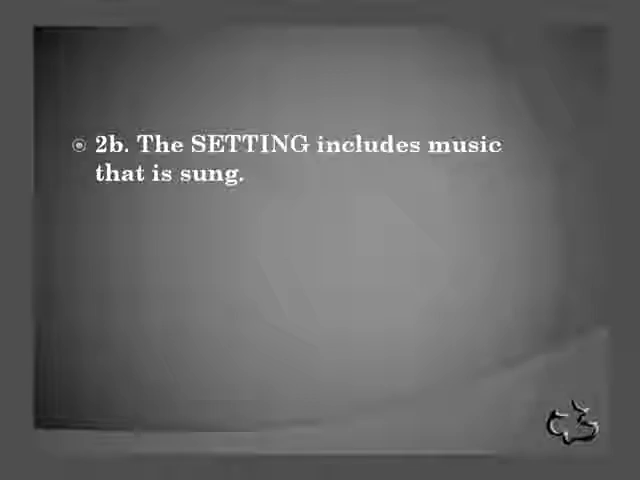 2b. The SETTING includes music
that is sung.